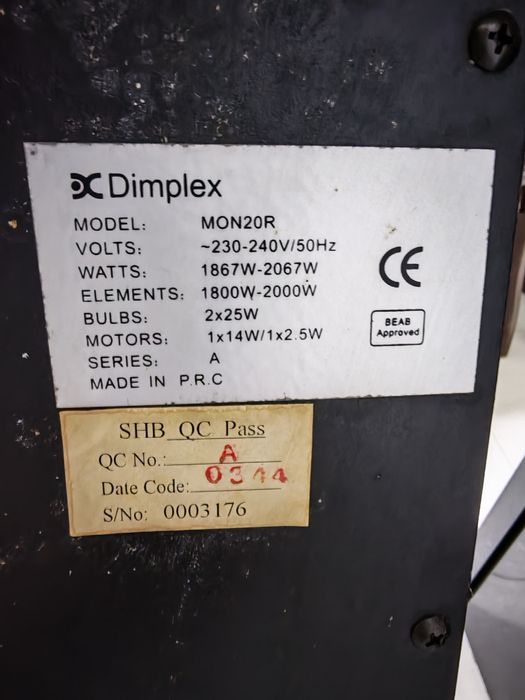 Dimplex
MODEL: MON20R
VOLTS: ~230-240V/50Hz
WATTS: 1867W-2067W
ELEMENTS: 1800W-2000W
BULBS: 2x25W
MOTORS: 1x14W/1x2.5W
SERIES: A
MADE IN P.R.C
CE
BEAB
Approved
SHB QC Pass
QC No.: A
Date Code: 0344
S/No: 0003176